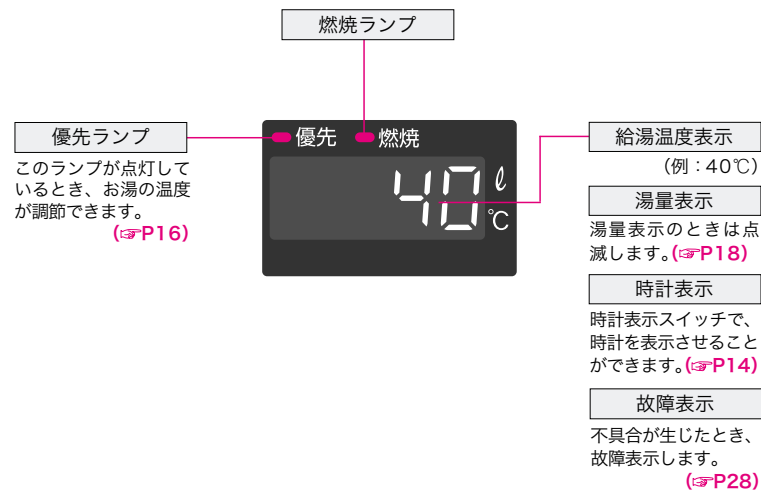 燃焼ランプ
優先ランプ
このランプが点灯して
いるとき、お湯の温度
が調節できます。
(☞P16)
優先 燃焼
40 ℓ
℃
給湯温度表示
(例：40℃)
湯量表示
湯量表示のときは点
滅します。(☞P18)
時計表示
時計表示スイッチで、
時計を表示させること
ができます。(☞P14)
故障表示
不具合が生じたとき、
故障表示します。
(☞P28)